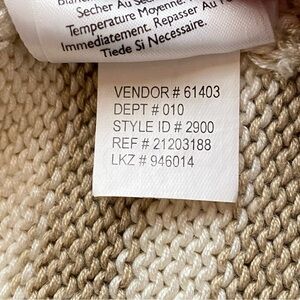 Secher Au Se
Temperature Moyenne.
Immediatement. Repasser Au
Tiede Si Necessaire.
VENDOR # 61403
DEPT # 010
STYLE ID # 2900
REF # 21203188
LKZ # 946014